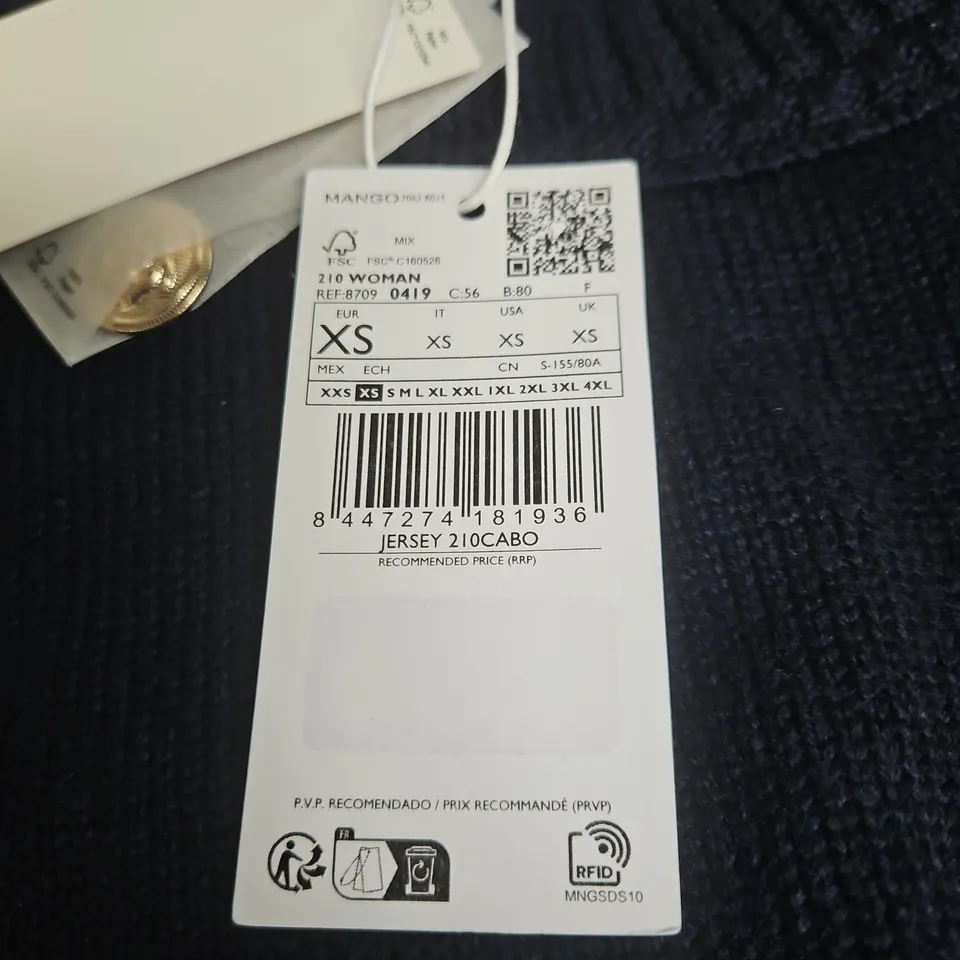 MANGO
MIX
FSC FSC® C160526
210 WOMAN
REF:8709 0419 C:56 B:80 F
EUR IT USA UK
XS XS XS XS
MEX ECH CN S-155/80A
XXS XS S M L XL XXL 1XL 2XL 3XL 4XL
8 447274 181936
JERSEY 210CABO
RECOMMENDED PRICE (RRP)
P.V.P. RECOMENDADO / PRIX RECOMMANDÉ (PRVP)
FR
RFID
MNGSDS10